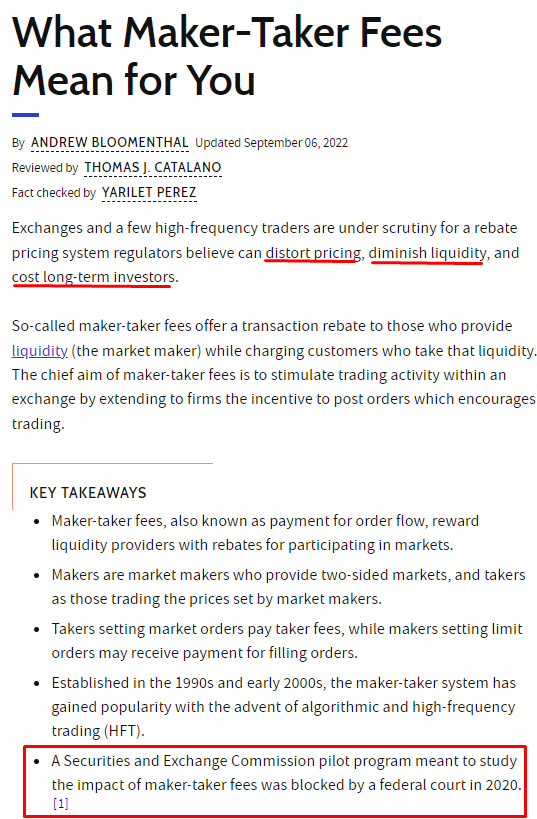 What Maker-Taker Fees
Mean for You
By ANDREW BLOOMENTHAL Updated September 06, 2022
Reviewed by THOMAS J. CATALANO
Fact checked by YARILET PEREZ
Exchanges and a few high-frequency traders are under scrutiny for a rebate
pricing system regulators believe can distort pricing, diminish liquidity, and
cost long-term investors.
So-called maker-taker fees offer a transaction rebate to those who provide
liquidity (the market maker) while charging customers who take that liquidity.
The chief aim of maker-taker fees is to stimulate trading activity within an
exchange by extending to firms the incentive to post orders which encourages
trading.
KEY TAKEAWAYS
• Maker-taker fees, also known as payment for order flow, reward
liquidity providers with rebates for participating in markets.
• Makers are market makers who provide two-sided markets, and takers
as those trading the prices set by market makers.
• Takers setting market orders pay taker fees, while makers setting limit
orders may receive payment for filling orders.
• Established in the 1990s and early 2000s, the maker-taker system has
gained popularity with the advent of algorithmic and high-frequency
trading (HFT).
• A Securities and Exchange Commission pilot program meant to study
the impact of maker-taker fees was blocked by a federal court in 2020.
[1]